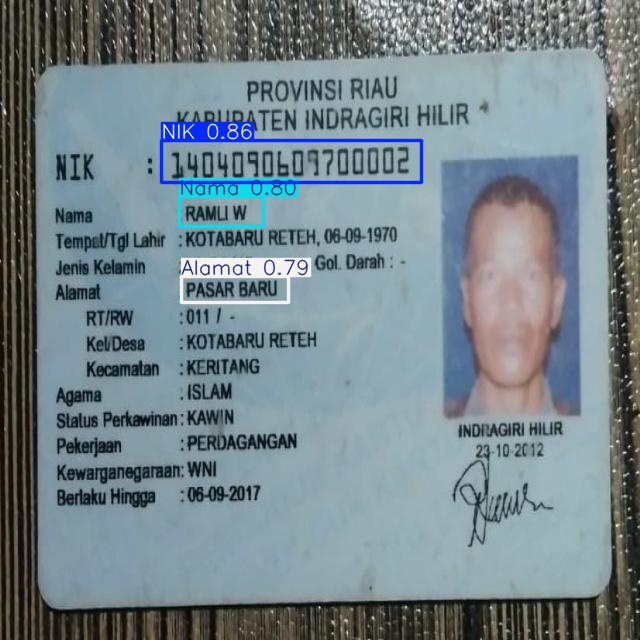 PROVINSI RIAU
KABUPATEN INDRAGIRI HILIR
NIK 0.86
NIK : 1404090609700002
Nama 0.80
Nama RAMLI W
Tempat/Tgl Lahir : KOTABARU RETEH, 06-09-1970
Jenis Kelamin Gol. Darah : -
Alamat 0.79
Alamat PASAR BARU
RT/RW : 011 / -
Kel/Desa : KOTABARU RETEH
Kecamatan : KERITANG
Agama : ISLAM
Status Perkawinan : KAWIN
Pekerjaan : PERDAGANGAN
Kewarganegaraan : WNI
Berlaku Hingga : 06-09-2017
INDRAGIRI HILIR
23-10-2012